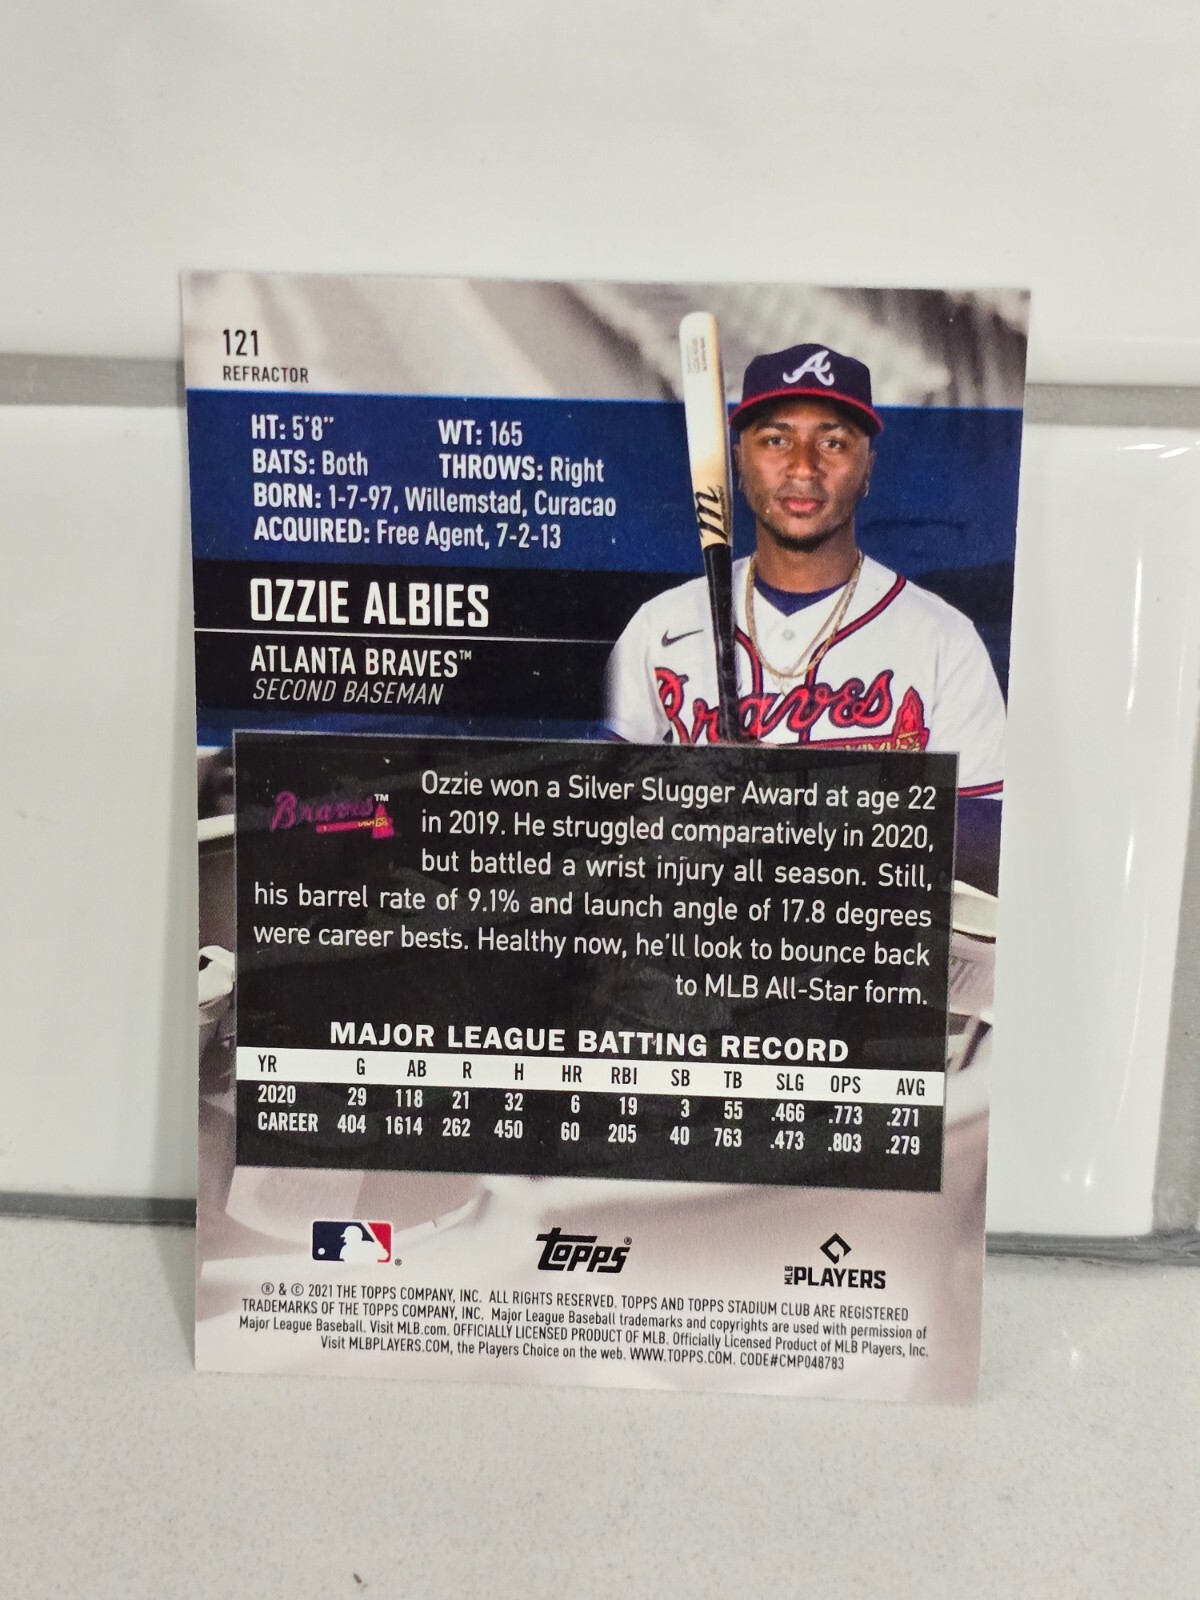 121
REFRACTOR
HT: 5'8" WT: 165
BATS: Both THROWS: Right
BORN: 1-7-97, Willemstad, Curacao
ACQUIRED: Free Agent, 7-2-13
OZZIE ALBIES
ATLANTA BRAVES™
SECOND BASEMAN
A
m
Braves
Braves™
Ozzie won a Silver Slugger Award at age 22
in 2019. He struggled comparatively in 2020,
but battled a wrist injury all season. Still,
his barrel rate of 9.1% and launch angle of 17.8 degrees
were career bests. Healthy now, he'll look to bounce back
to MLB All-Star form.
MAJOR LEAGUE BATTING RECORD
YR G AB R H HR RBI SB TB SLG OPS AVG
2020 29 118 21 32 6 19 3 55 .466 .773 .271
CAREER 404 1614 262 450 60 205 40 763 .473 .803 .279
®
topps®
MLB PLAYERS
® & © 2021 THE TOPPS COMPANY, INC. ALL RIGHTS RESERVED. TOPPS AND TOPPS STADIUM CLUB ARE REGISTERED
TRADEMARKS OF THE TOPPS COMPANY, INC. Major League Baseball trademarks and copyrights are used with permission of
Major League Baseball. Visit MLB.com. OFFICIALLY LICENSED PRODUCT OF MLB. Officially Licensed Product of MLB Players, Inc.
Visit MLBPLAYERS.COM, the Players Choice on the web. WWW.TOPPS.COM. CODE#CMP048783